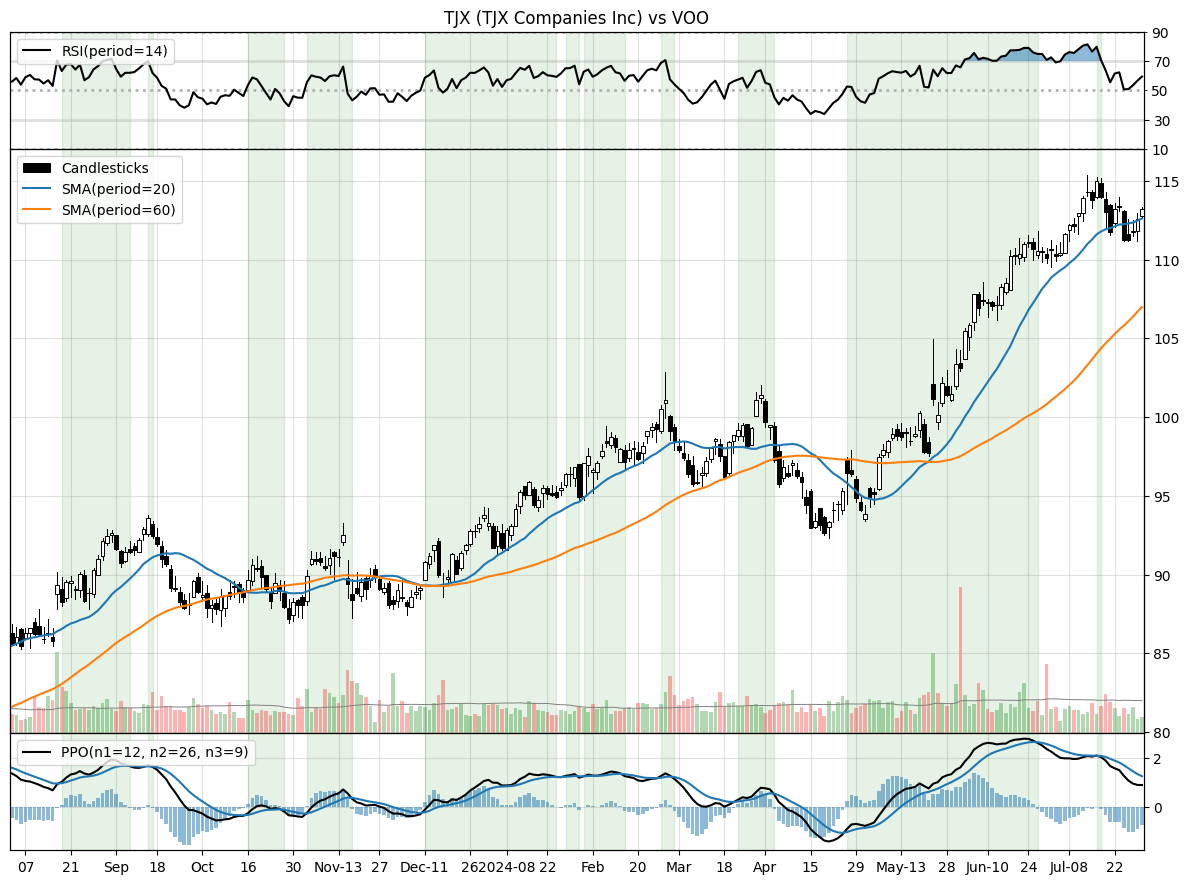 TJX (TJX Companies Inc) vs VOO
RSI(period=14)
90
70
50
30
10
Candlesticks
SMA(period=20)
SMA(period=60)
115
110
105
100
95
90
85
80
PPO(n1=12, n2=26, n3=9)
2
0
07 21 Sep 18 Oct 16 30 Nov-13 27 Dec-11 26 2024-08 22 Feb 20 Mar 18 Apr 15 29 May-13 28 Jun-10 24 Jul-08 22